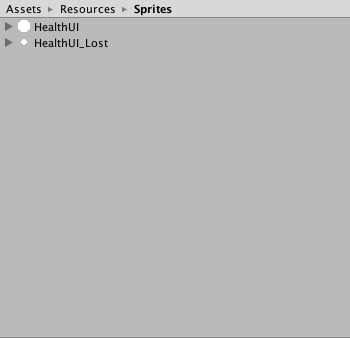 Assets ▸ Resources ▸ Sprites
HealthUI
HealthUI_Lost